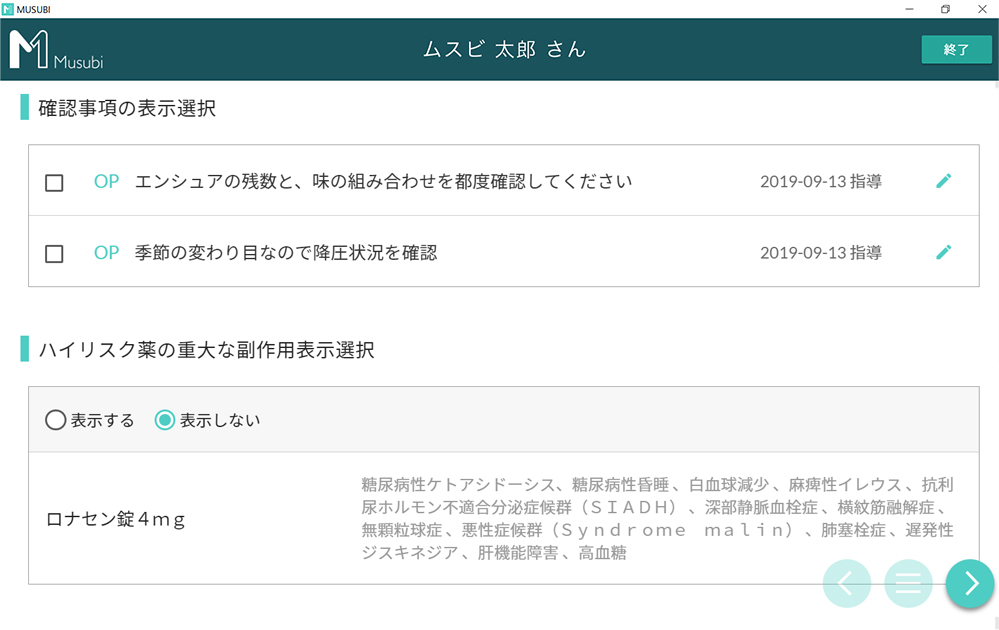 MUSUBI
Musubi
ムスビ 太郎 さん
終了
確認事項の表示選択
OP エンシュアの残数と、味の組み合わせを都度確認してください 2019-09-13 指導
OP 季節の変わり目なので降圧状況を確認 2019-09-13 指導
ハイリスク薬の重大な副作用表示選択
表示する 表示しない
ロナセン錠４ｍｇ
糖尿病性ケトアシドーシス、糖尿病性昏睡、白血球減少、麻痺性イレウス、抗利
尿ホルモン不適合分泌症候群（ＳＩＡＤＨ）、深部静脈血栓症、横紋筋融解症、
無顆粒球症、悪性症候群（Ｓｙｎｄｒｏｍｅ　ｍａｌｉｎ）、肺塞栓症、遅発性
ジスキネジア、肝機能障害、高血糖